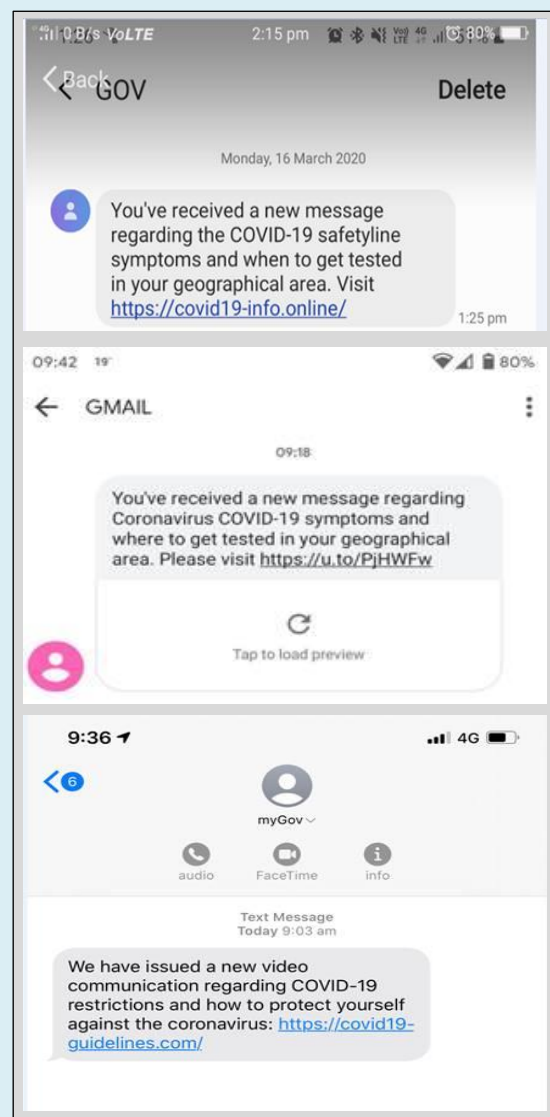 2:15 pm
80%
Back
GOV
Delete
Monday, 16 March 2020
You've received a new message
regarding the COVID-19 safetyline
symptoms and when to get tested
in your geographical area. Visit
https://covid19-info.online/
1:25 pm
09:42 19°
80%
GMAIL
09:18
You've received a new message regarding
Coronavirus COVID-19 symptoms and
where to get tested in your geographical
area. Please visit https://u.to/PjHWFw
Tap to load preview
9:36
4G
6
myGov
audio FaceTime info
Text Message
Today 9:03 am
We have issued a new video
communication regarding COVID-19
restrictions and how to protect yourself
against the coronavirus: https://covid19-
guidelines.com/